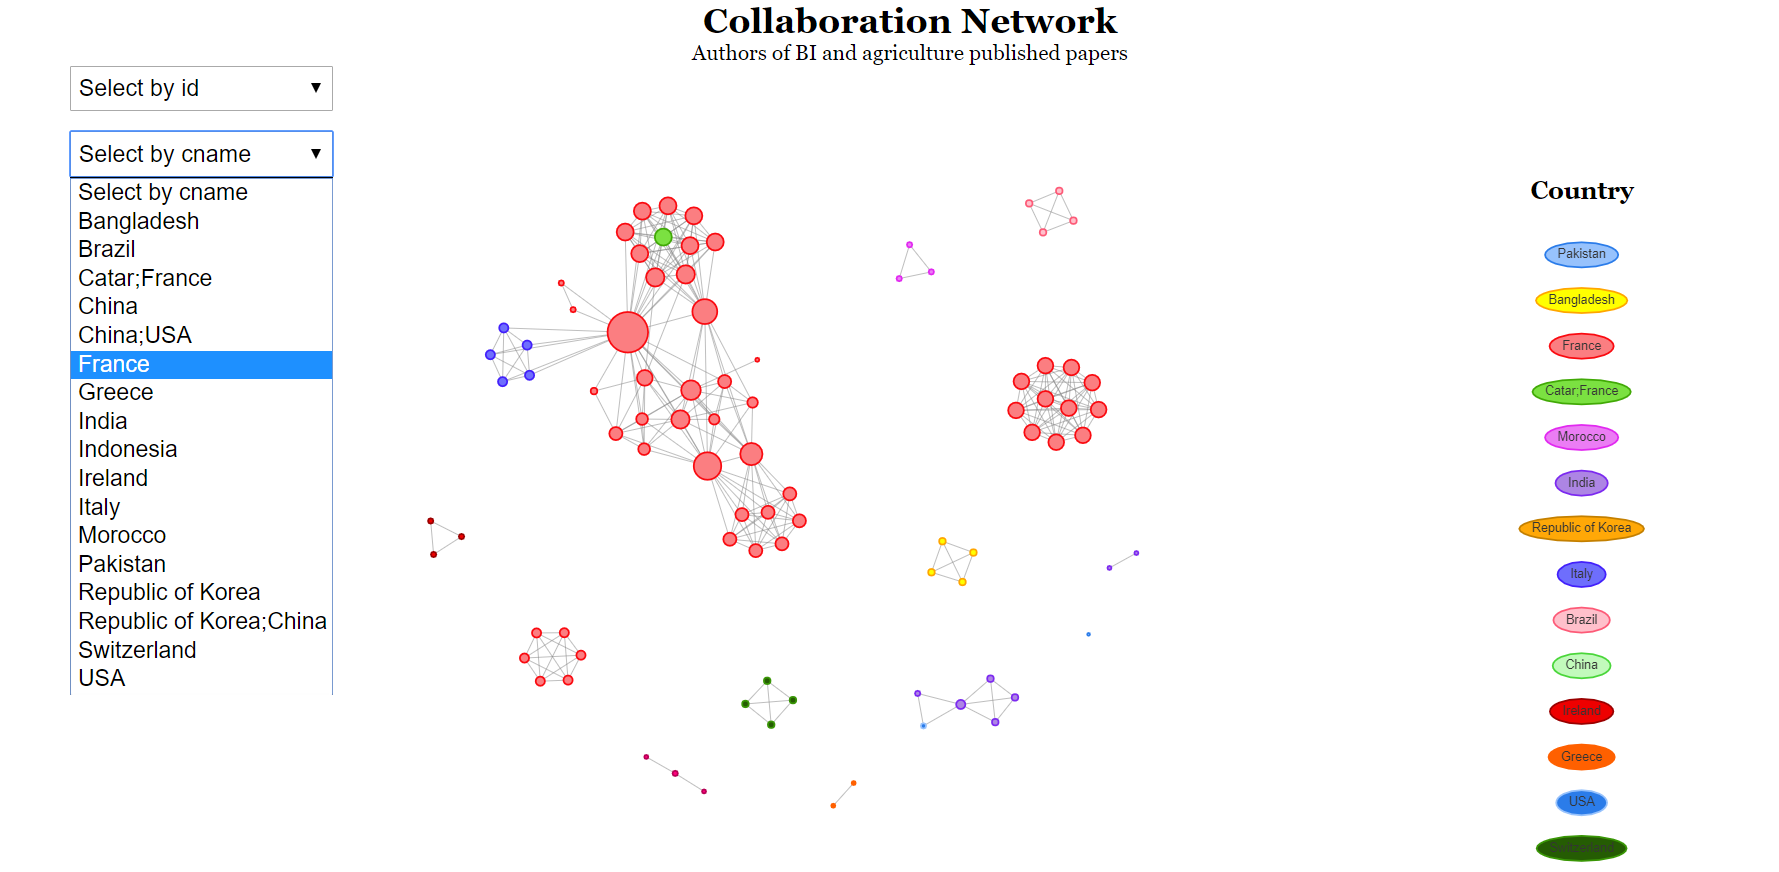 Collaboration Network
Authors of BI and agriculture published papers
Select by id
Select by cname
Select by cname
Bangladesh
Brazil
Catar;France
China
China;USA
France
Greece
India
Indonesia
Ireland
Italy
Morocco
Pakistan
Republic of Korea
Republic of Korea;China
Switzerland
USA
Country
Pakistan
Bangladesh
France
Catar;France
Morocco
India
Republic of Korea
Italy
Brazil
China
Ireland
Greece
USA
Switzerland